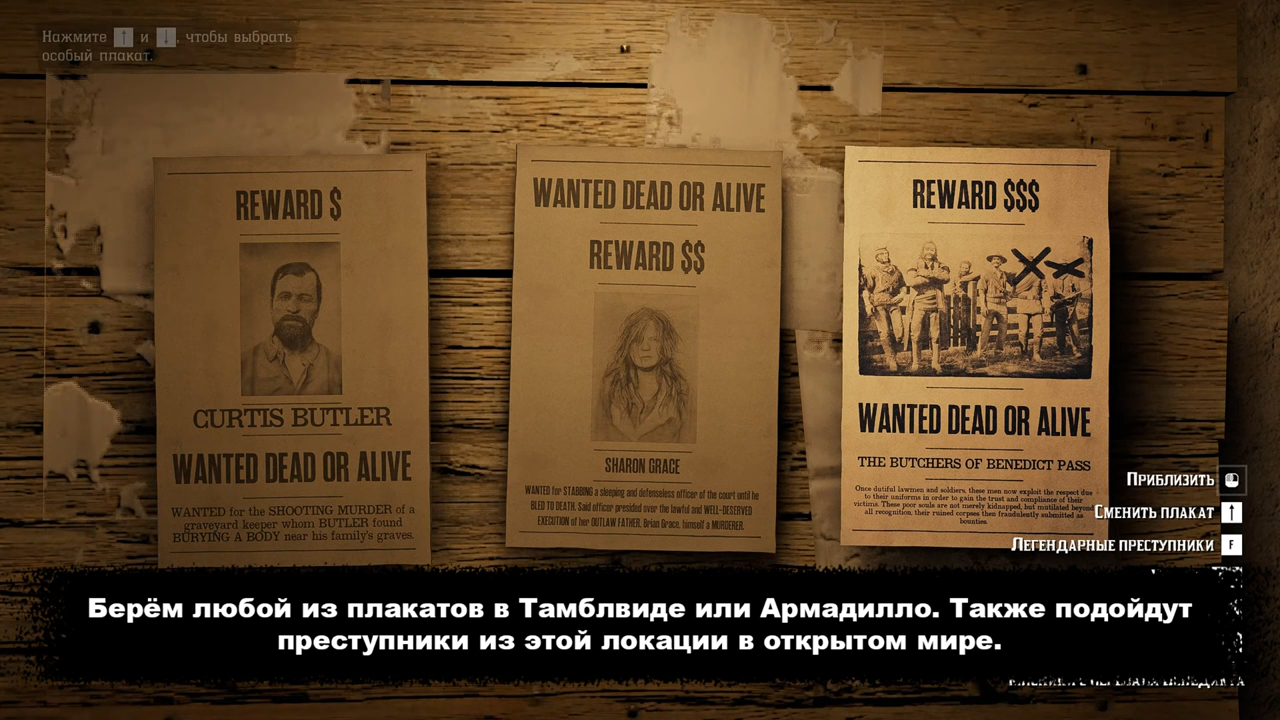 Нажмите ↑ и ↓, чтобы выбрать
особый плакат.
REWARD $
CURTIS BUTLER
WANTED DEAD OR ALIVE
WANTED for the SHOOTING MURDER of a
graveyard keeper whom BUTLER found
BURYING A BODY near his family's graves.
WANTED DEAD OR ALIVE
REWARD $$
SHARON GRACE
WANTED for STABBING a sleeping and defenseless officer of the court until he
BLED TO DEATH. Said officer presided over the lawful and WELL-DESERVED
EXECUTION of her OUTLAW FATHER, Brian Grace, himself a MURDERER.
REWARD $$$
WANTED DEAD OR ALIVE
THE BUTCHERS OF BENEDICT PASS
Once dutiful lawmen and soldiers, these men now exploit the respect due
to their uniforms in order to gain the trust and compliance of their
victims. These poor souls are not merely kidnapped, but mutilated beyond
all recognition, their ruined corpses then fraudulently submitted as
bounties.
Приблизить
Сменить плакат ↑
Легендарные преступники F
Берём любой из плакатов в Тамблвиде или Армадилло. Также подойдут
преступники из этой локации в открытом мире.